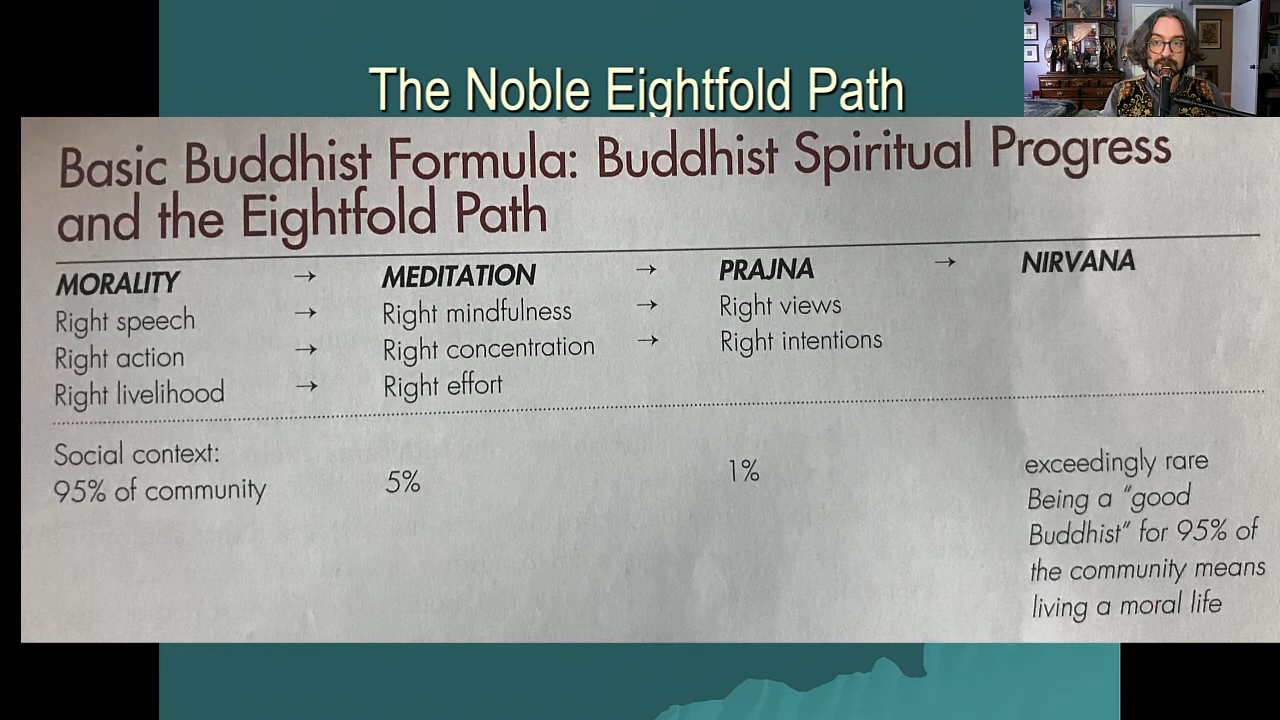 The Noble Eightfold Path
Basic Buddhist Formula: Buddhist Spiritual Progress
and the Eightfold Path
MORALITY → MEDITATION → PRAJNA → NIRVANA
Right speech → Right mindfulness → Right views
Right action → Right concentration → Right intentions
Right livelihood → Right effort
Social context:
95% of community 5% 1% exceedingly rare
Being a “good
Buddhist” for 95% of
the community means
living a moral life